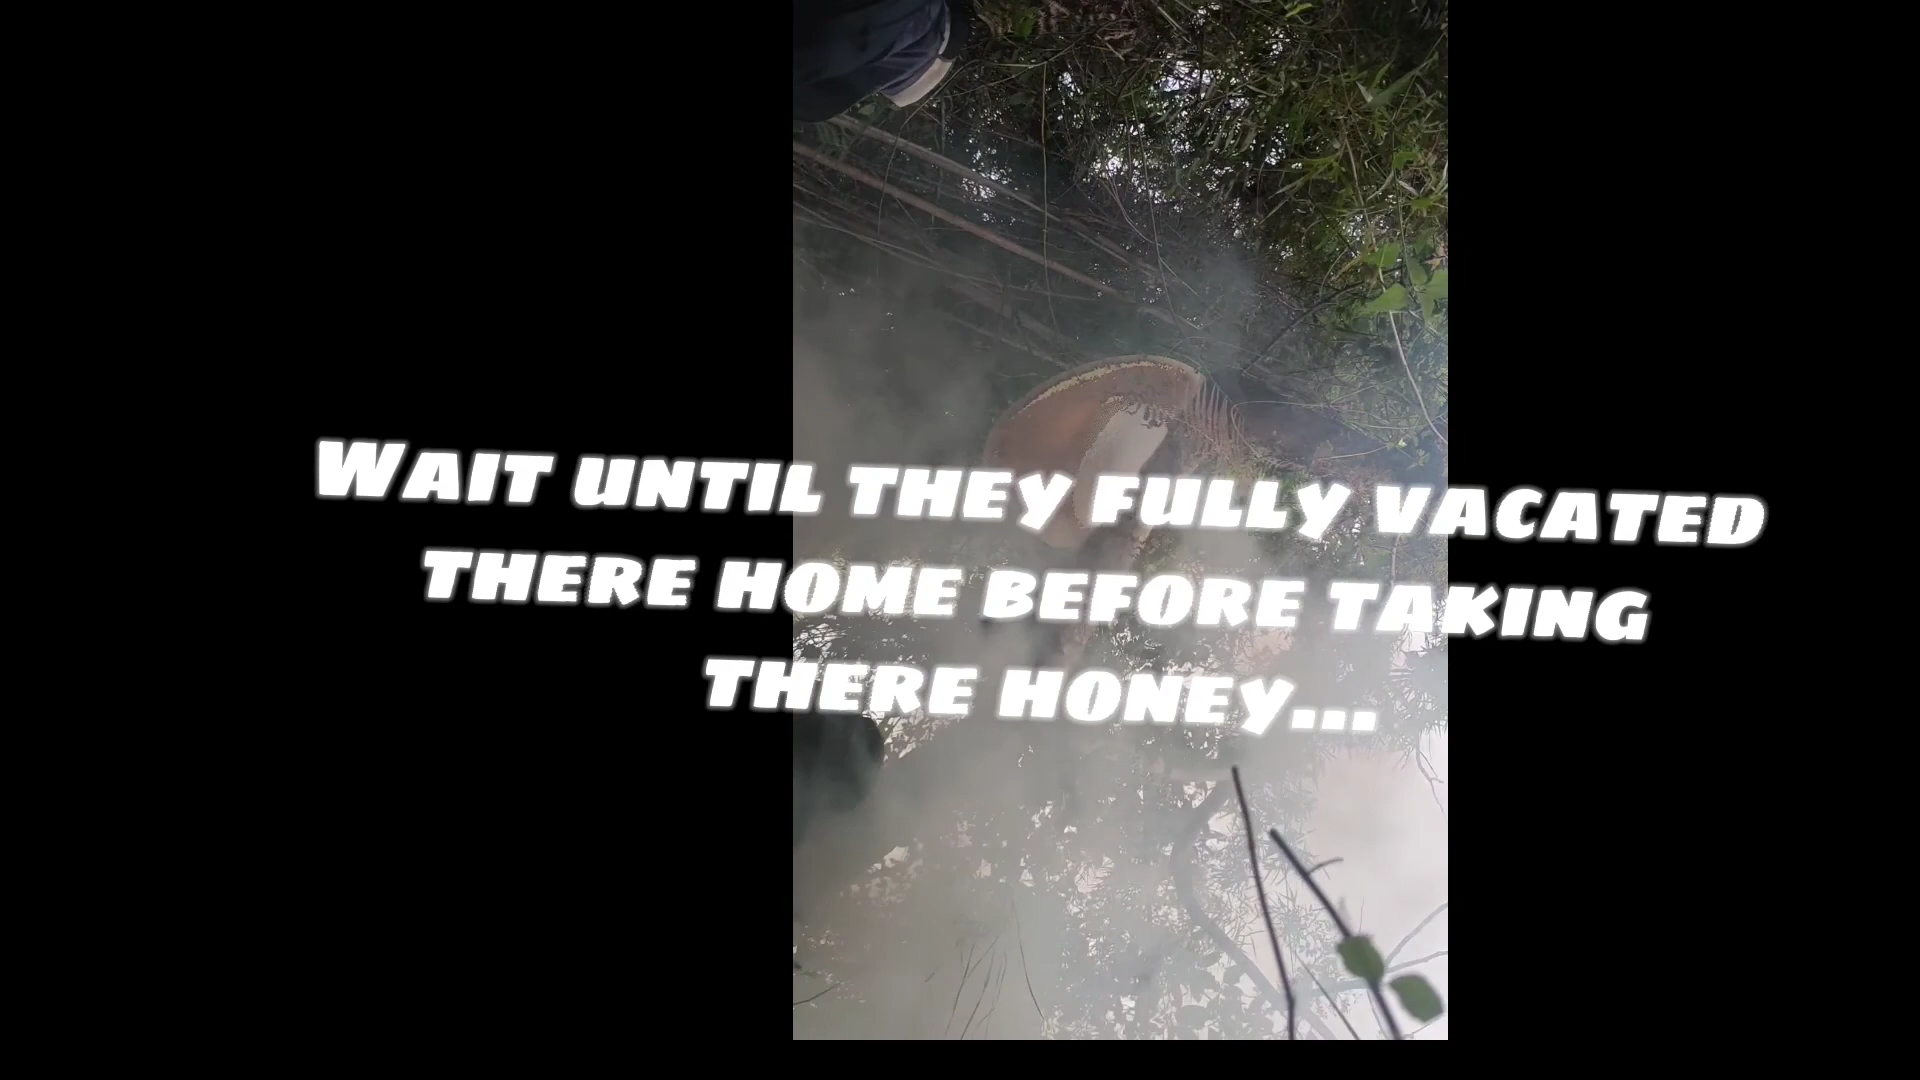 Wait until they fully vacated
there home before taking
there honey...